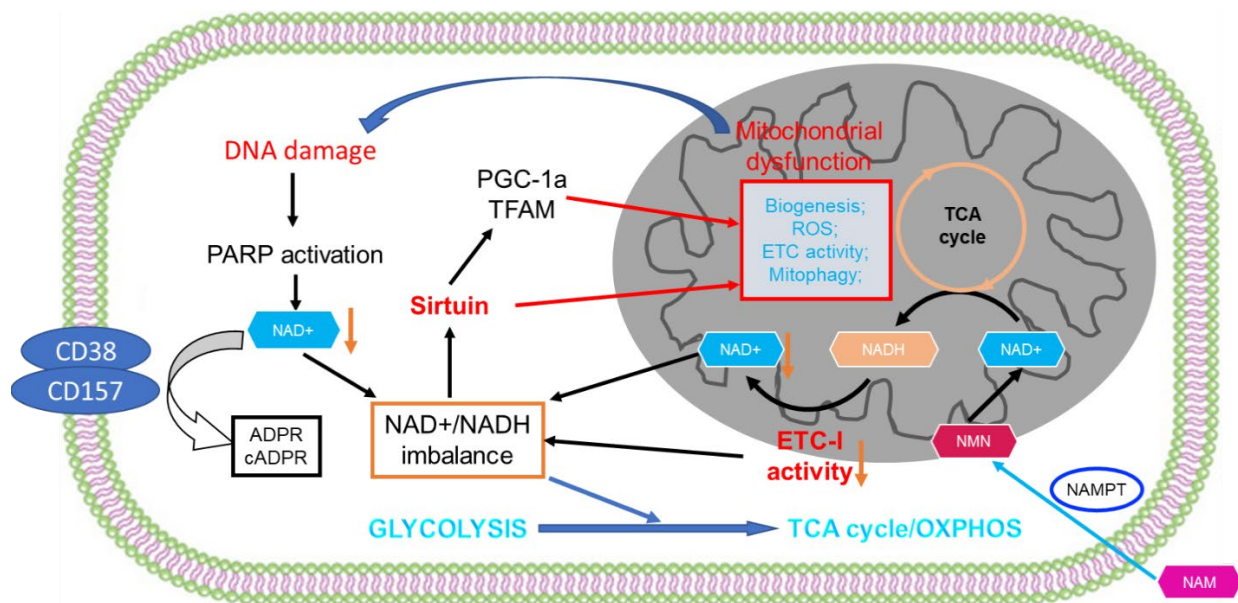 Mitochondrial
dysfunction
DNA damage
PGC-1a
TFAM
Biogenesis;
ROS;
ETC activity;
Mitophagy;
TCA
cycle
PARP activation
Sirtuin
NAD+
CD38
CD157
NAD+
NADH
NAD+
ADPR
cADPR
NAD+/NADH
imbalance
ETC-I
activity
NMN
NAMPT
GLYCOLYSIS
TCA cycle/OXPHOS
NAM